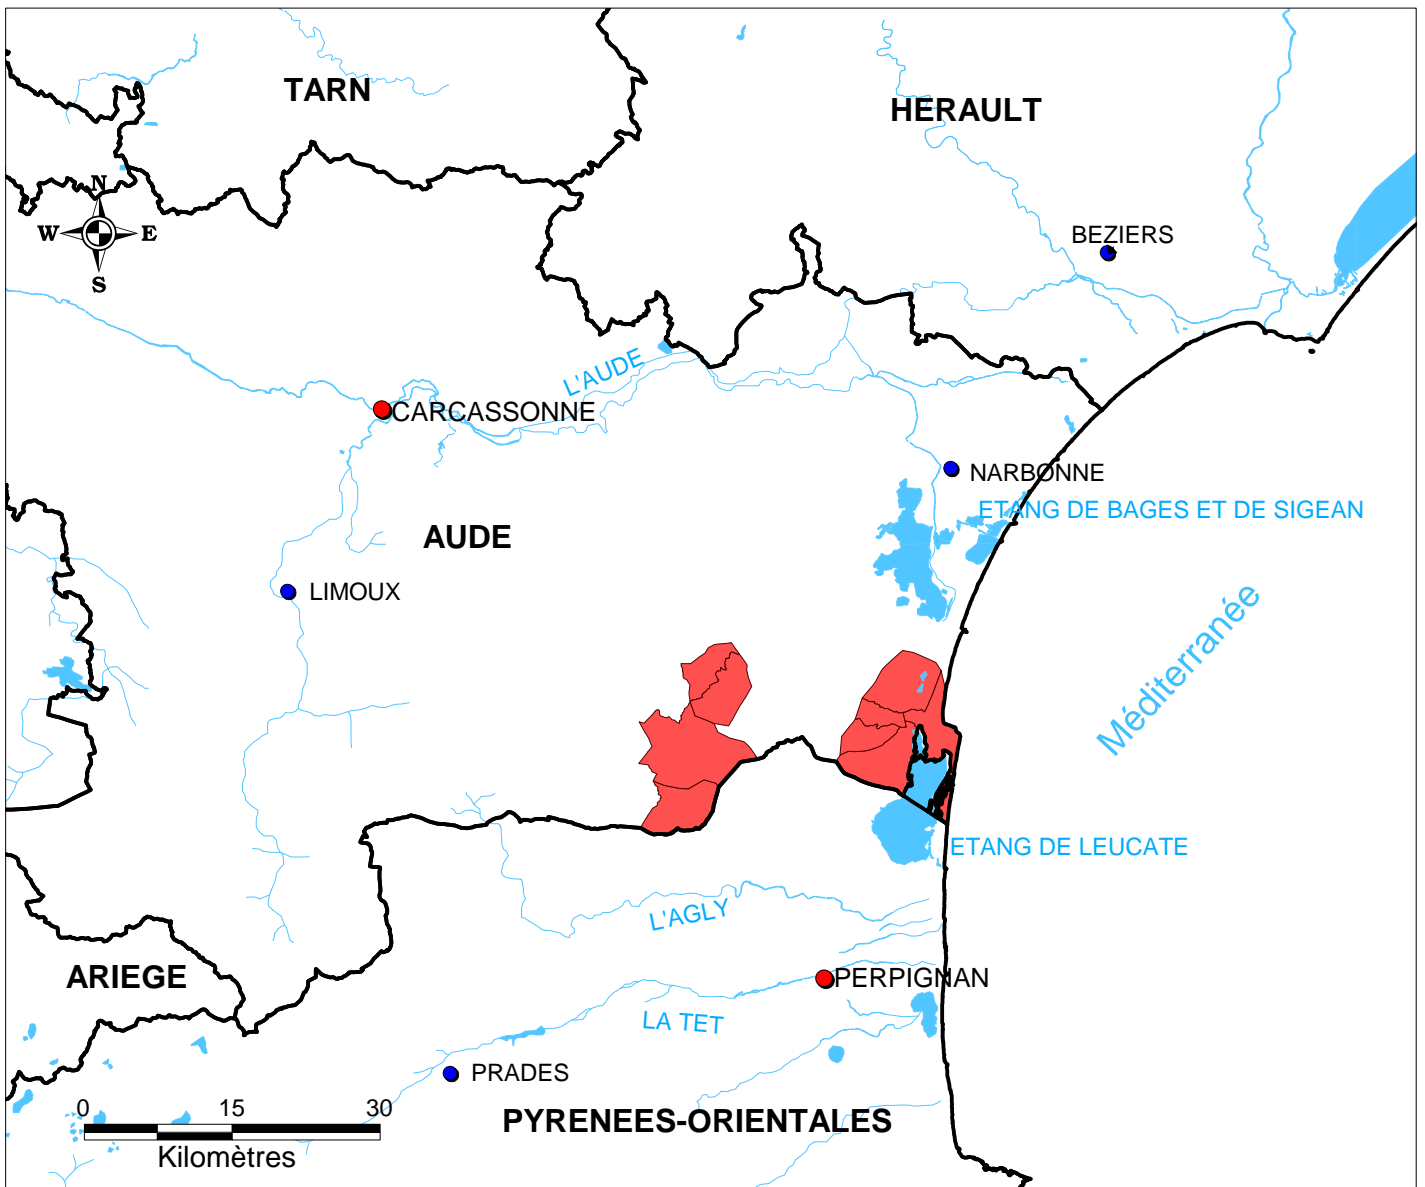 TARN
HERAULT
N
W E
S
BEZIERS
L'AUDE
CARCASSONNE
NARBONNE
ETANG DE BAGES ET DE SIGEAN
AUDE
LIMOUX
Méditerranée
ETANG DE LEUCATE
L'AGLY
ARIEGE
PERPIGNAN
LA TET
PRADES
0 15 30
Kilomètres
PYRENEES-ORIENTALES